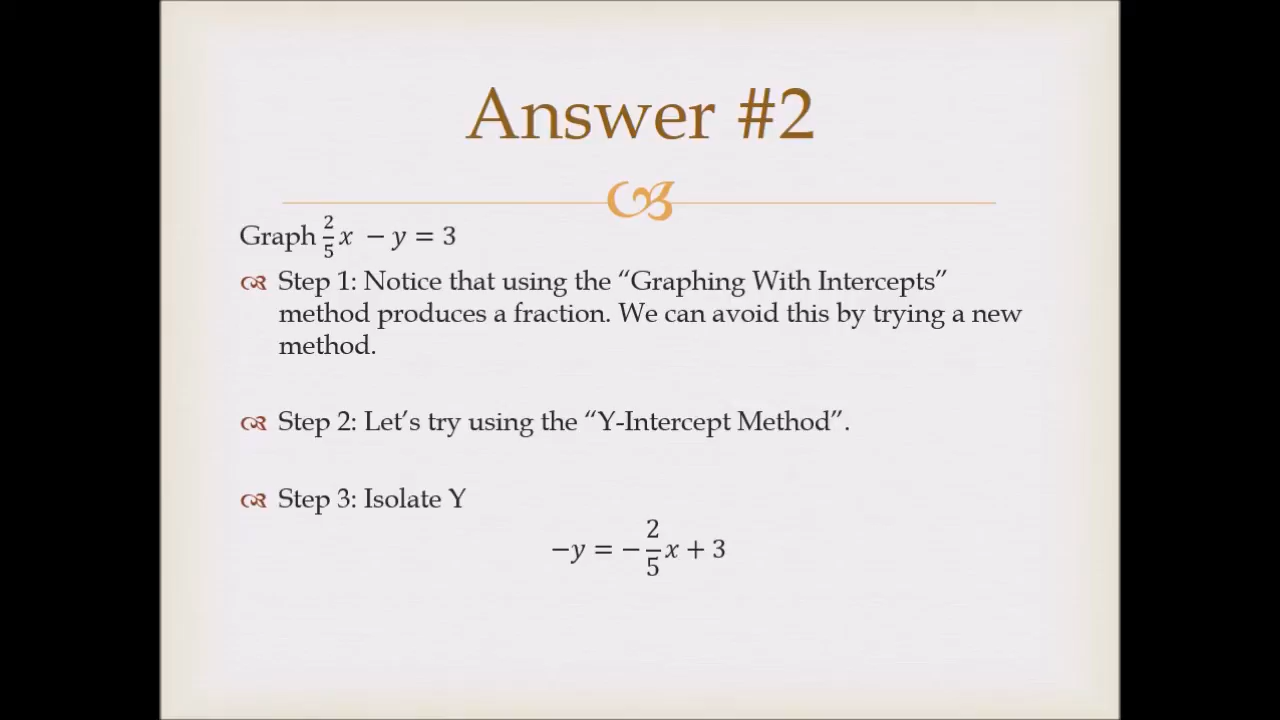 Answer #2
Graph 2/5 x − y = 3
Step 1: Notice that using the “Graphing With Intercepts”
method produces a fraction. We can avoid this by trying a new
method.
Step 2: Let’s try using the “Y-Intercept Method”.
Step 3: Isolate Y
−y = − 2/5 x + 3